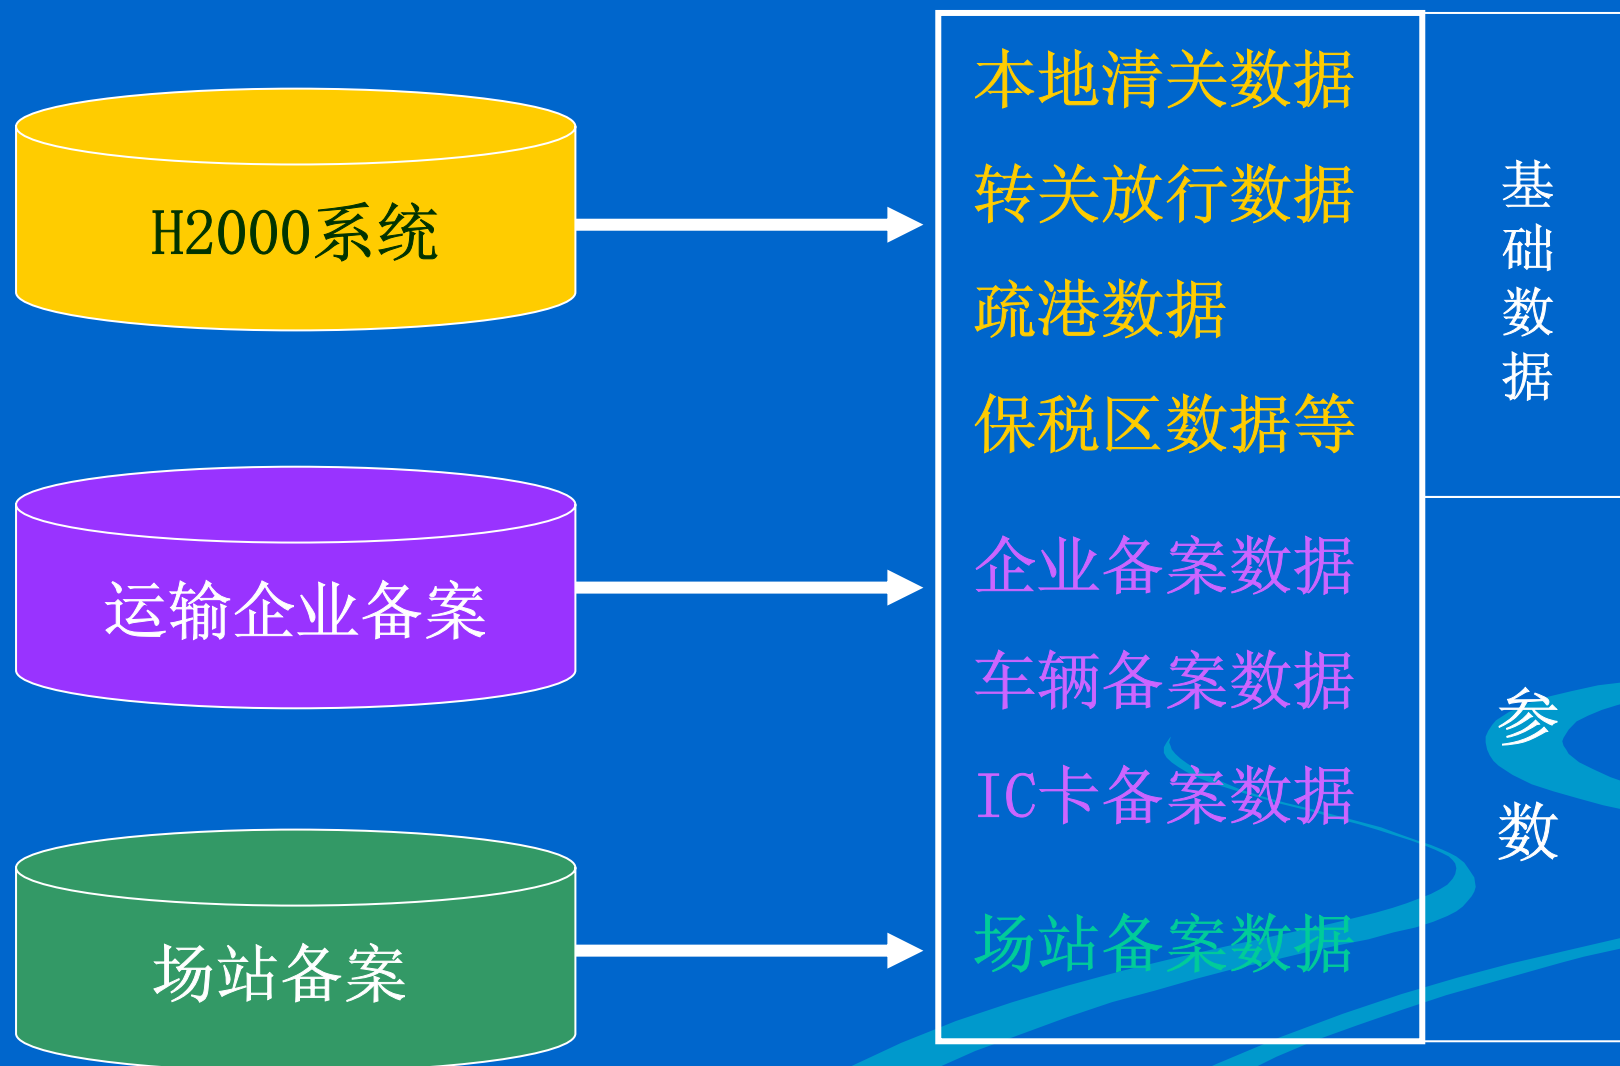 H2000系统
运输企业备案
场站备案
本地清关数据
转关放行数据
疏港数据
保税区数据等
企业备案数据
车辆备案数据
IC卡备案数据
场站备案数据
基础数据
参数